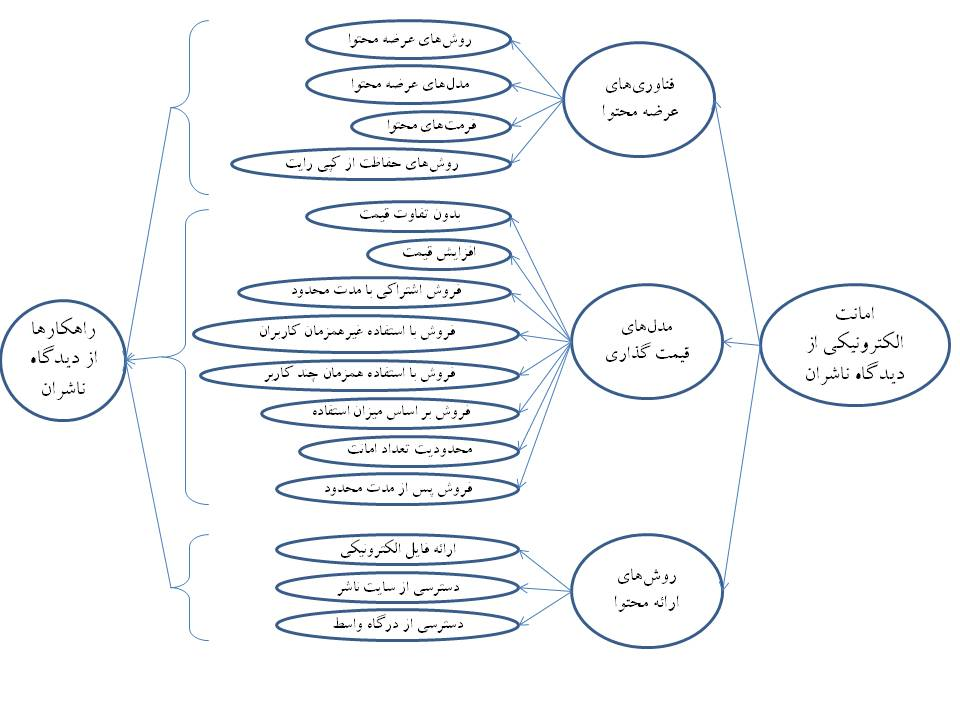 امانت
الکترونیکی از
دیدگاه ناشران
فناوری‌های
عرضه محتوا
روش‌های عرضه محتوا
مدل‌های عرضه محتوا
فرمت‌های محتوا
روش‌های حفاظت از کپی رایت
مدل‌های
قیمت گذاری
بدون تفاوت قیمت
افزایش قیمت
فروش اشتراکی با مدت محدود
فروش با استفاده غیرهمزمان کاربران
فروش با استفاده همزمان چند کاربر
فروش بر اساس میزان استفاده
محدودیت تعداد امانت
فروش پس از مدت محدود
روش‌های
ارائه محتوا
ارائه فایل الکترونیکی
دسترسی از سایت ناشر
دسترسی از درگاه واسط
راهکارها
از دیدگاه
ناشران